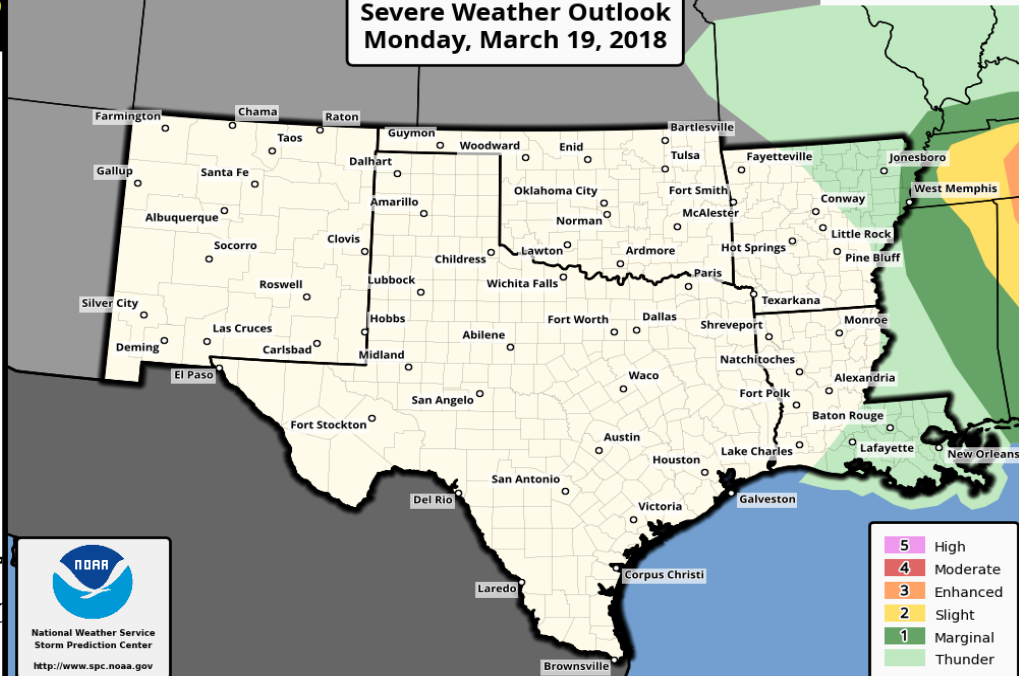 Severe Weather Outlook
Monday, March 19, 2018
Farmington
Chama
Raton
Taos
Guymon
Woodward
Enid
Bartlesville
Tulsa
Fayetteville
Jonesboro
Gallup
Santa Fe
Dalhart
Oklahoma City
Fort Smith
West Memphis
Albuquerque
Amarillo
Norman
McAlester
Conway
Little Rock
Socorro
Clovis
Childress
Lawton
Ardmore
Hot Springs
Pine Bluff
Roswell
Lubbock
Wichita Falls
Paris
Texarkana
Silver City
Las Cruces
Hobbs
Abilene
Fort Worth
Dallas
Shreveport
Monroe
Deming
Carlsbad
Midland
Natchitoches
El Paso
San Angelo
Waco
Fort Polk
Alexandria
Fort Stockton
Austin
Baton Rouge
Lake Charles
Lafayette
New Orleans
Houston
San Antonio
Del Rio
Galveston
Victoria
Laredo
Corpus Christi
Brownsville
NOAA
National Weather Service
Storm Prediction Center
http://www.spc.noaa.gov
5 High
4 Moderate
3 Enhanced
2 Slight
1 Marginal
Thunder